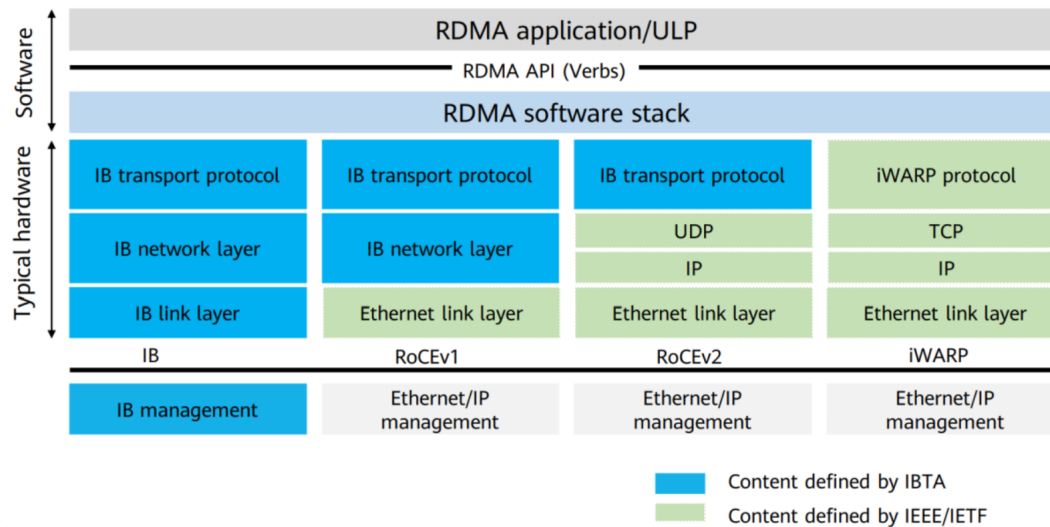 Software
RDMA application/ULP
RDMA API (Verbs)
RDMA software stack
Typical hardware
IB transport protocol
IB transport protocol
IB transport protocol
iWARP protocol
IB network layer
IB network layer
UDP
TCP
IP
IP
IB link layer
Ethernet link layer
Ethernet link layer
Ethernet link layer
IB
RoCEv1
RoCEv2
iWARP
IB management
Ethernet/IP
management
Ethernet/IP
management
Ethernet/IP
management
Content defined by IBTA
Content defined by IEEE/IETF